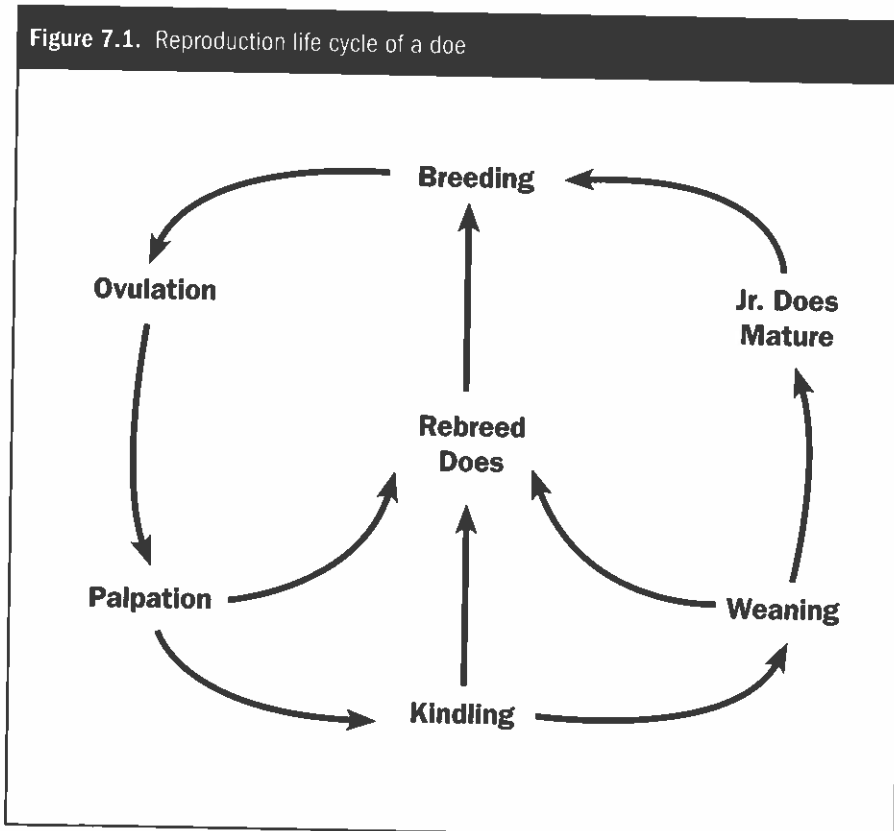 Figure 7.1. Reproduction life cycle of a doe
Breeding
Ovulation
Jr. Does
Mature
Rebreed
Does
Palpation
Weaning
Kindling